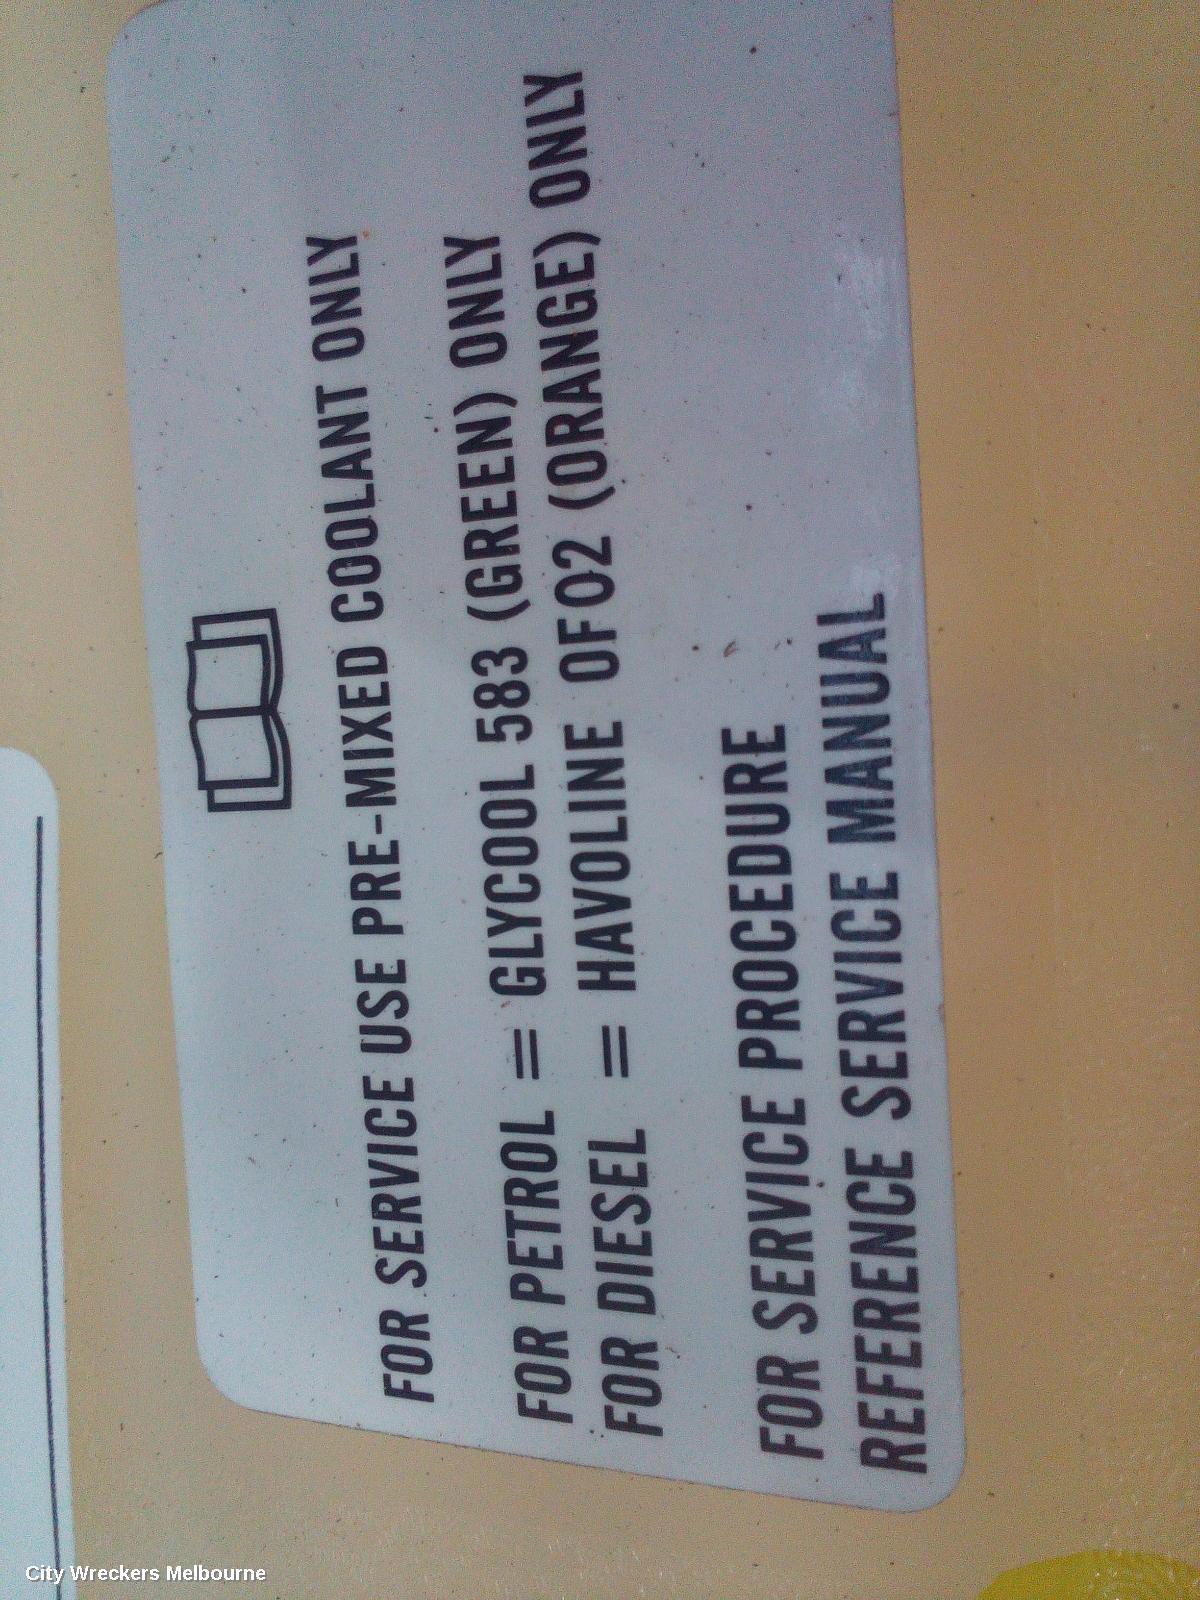 FOR SERVICE USE PRE-MIXED COOLANT ONLY
FOR PETROL = GLYCOOL 583 (GREEN) ONLY
FOR DIESEL = HAVOLINE OF02 (ORANGE) ONLY
FOR SERVICE PROCEDURE
REFERENCE SERVICE MANUAL
City Wreckers Melbourne